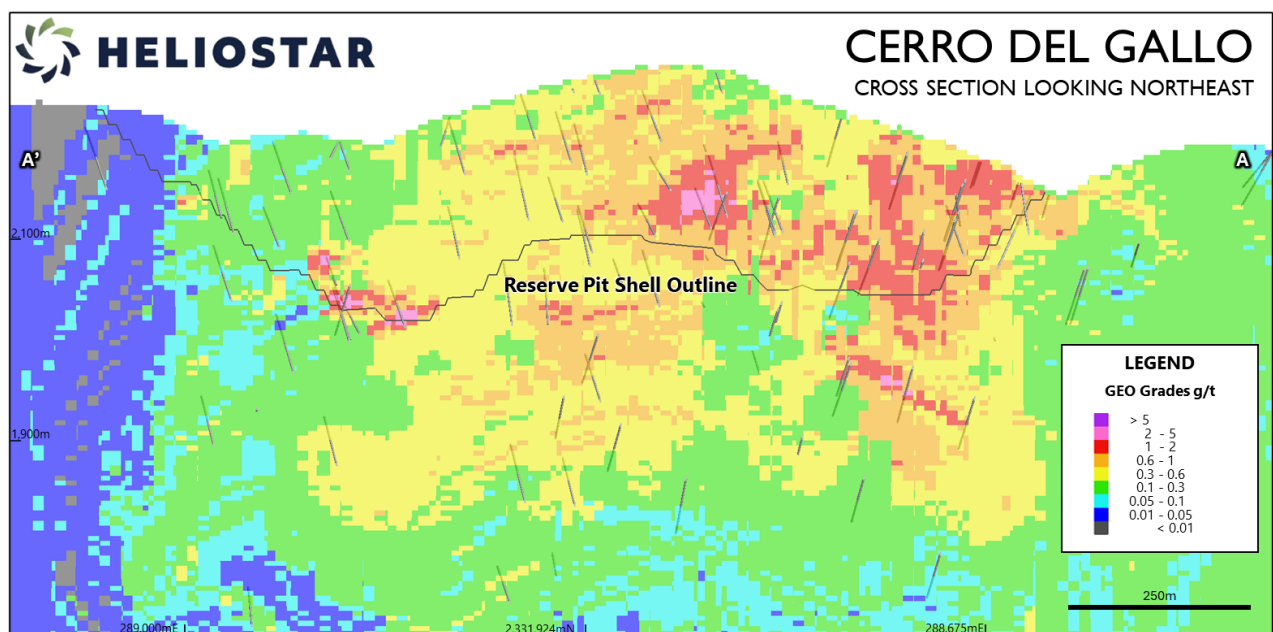 HELIOSTAR
CERRO DEL GALLO
CROSS SECTION LOOKING NORTHEAST
A'
A
2,100m
Reserve Pit Shell Outline
1,900m
LEGEND
GEO Grades g/t
> 5
2 - 5
1 - 2
0.6 - 1
0.3 - 0.6
0.1 - 0.3
0.05 - 0.1
0.01 - 0.05
< 0.01
250m
289,000mE
2,331,924mN
288,675mE